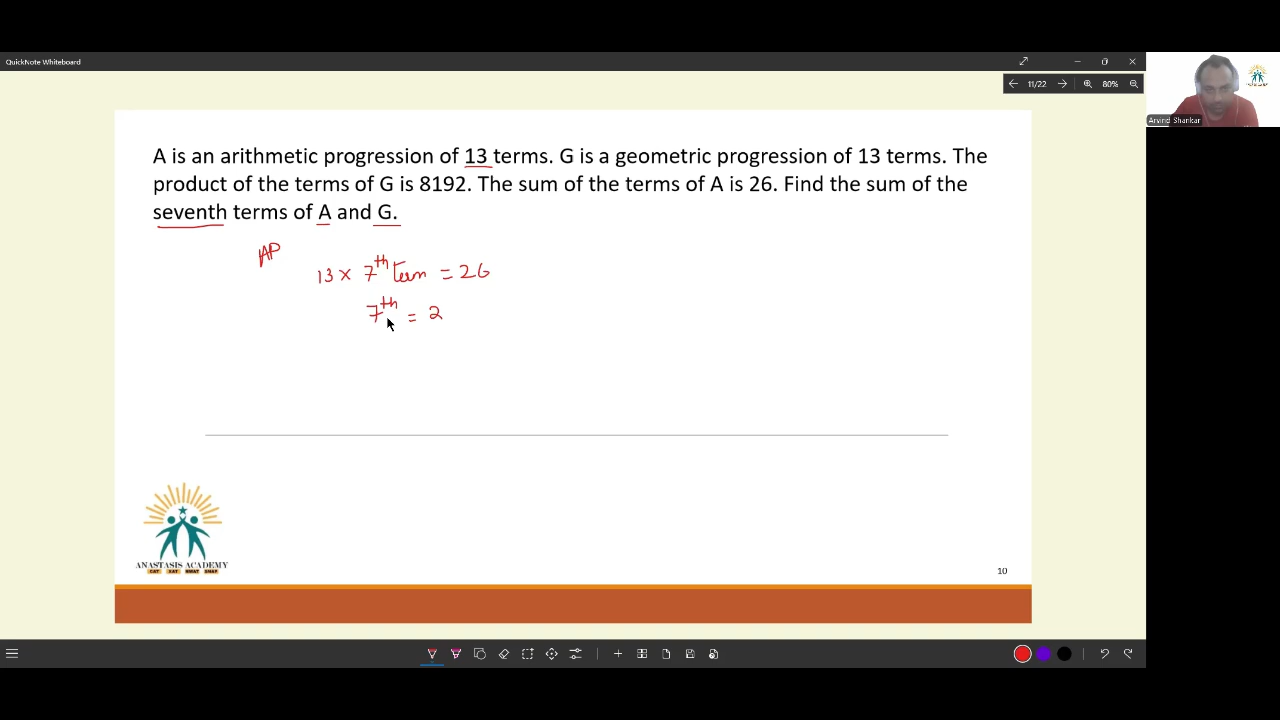 QuickNote Whiteboard
11/22
80%
Arvind Shankar
A is an arithmetic progression of 13 terms. G is a geometric progression of 13 terms. The
product of the terms of G is 8192. The sum of the terms of A is 26. Find the sum of the
seventh terms of A and G.
AP
13 x 7th term = 26
7th = 2
ANASTASIS ACADEMY
10